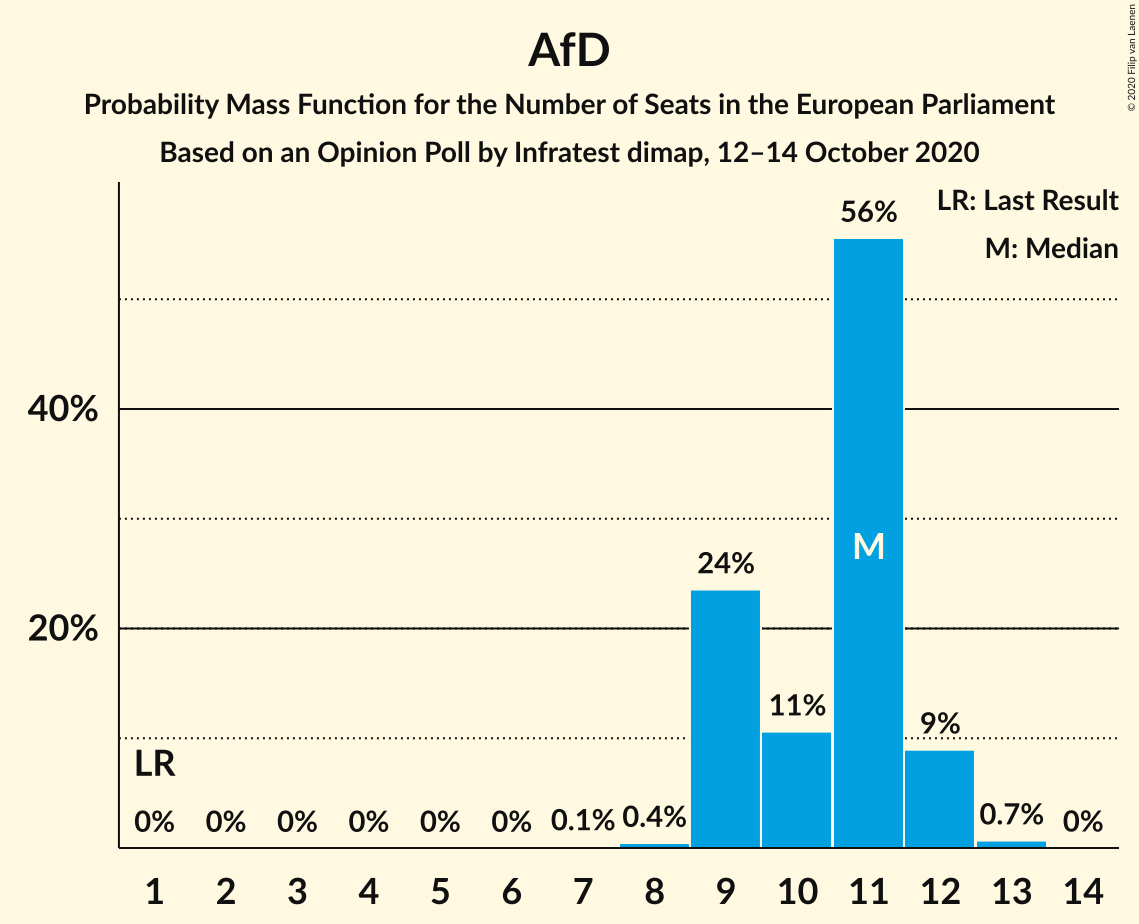 AfD
Probability Mass Function for the Number of Seats in the European Parliament
Based on an Opinion Poll by Infratest dimap, 12–14 October 2020
© 2020 Filip van Laenen
LR: Last Result
M: Median
56%
40%
M
24%
20%
11%
9%
LR
0% 0% 0% 0% 0% 0% 0.1% 0.4% 0.7% 0%
1 2 3 4 5 6 7 8 9 10 11 12 13 14